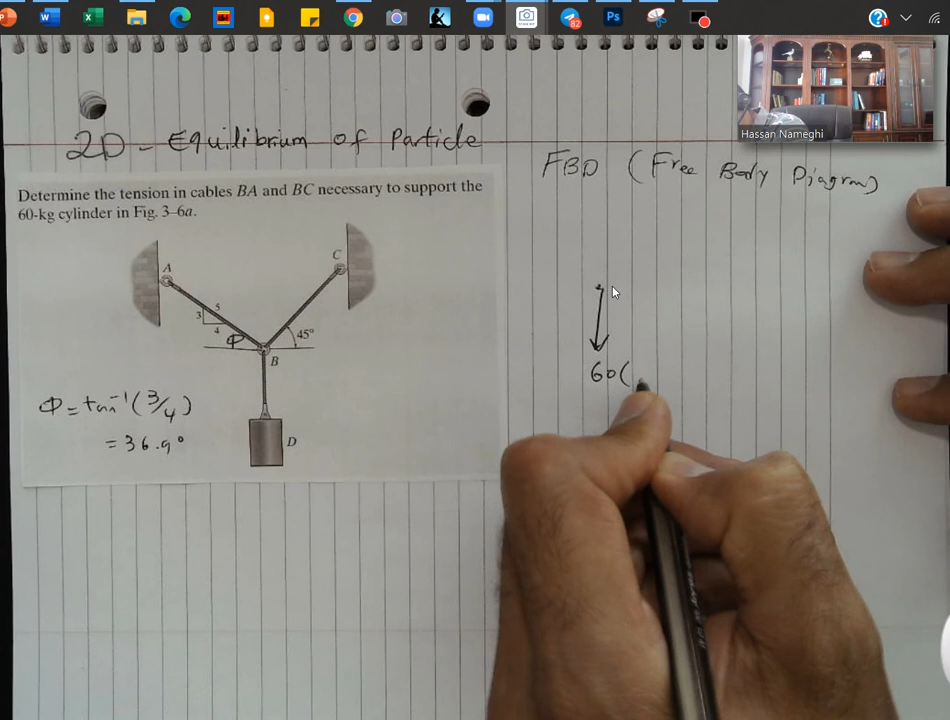 W
X
Ps
82
?
Hassan Nameghi
2D - Equilibrium of Particle
FBD (Free Body Diagram)
Determine the tension in cables BA and BC necessary to support the
60-kg cylinder in Fig. 3–6a.
A
C
5
3
4
Φ
45°
B
D
Φ = tan⁻¹(3/4)
= 36.9°
60(